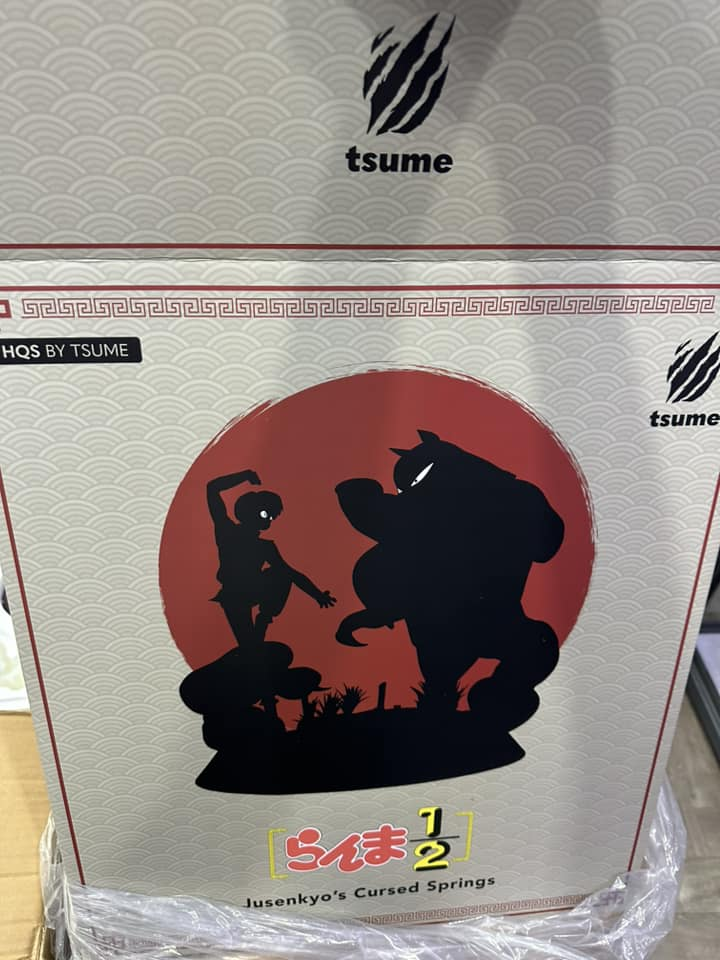 tsume
HQS BY TSUME
tsume
らんま1/2
Jusenkyo's Cursed Springs